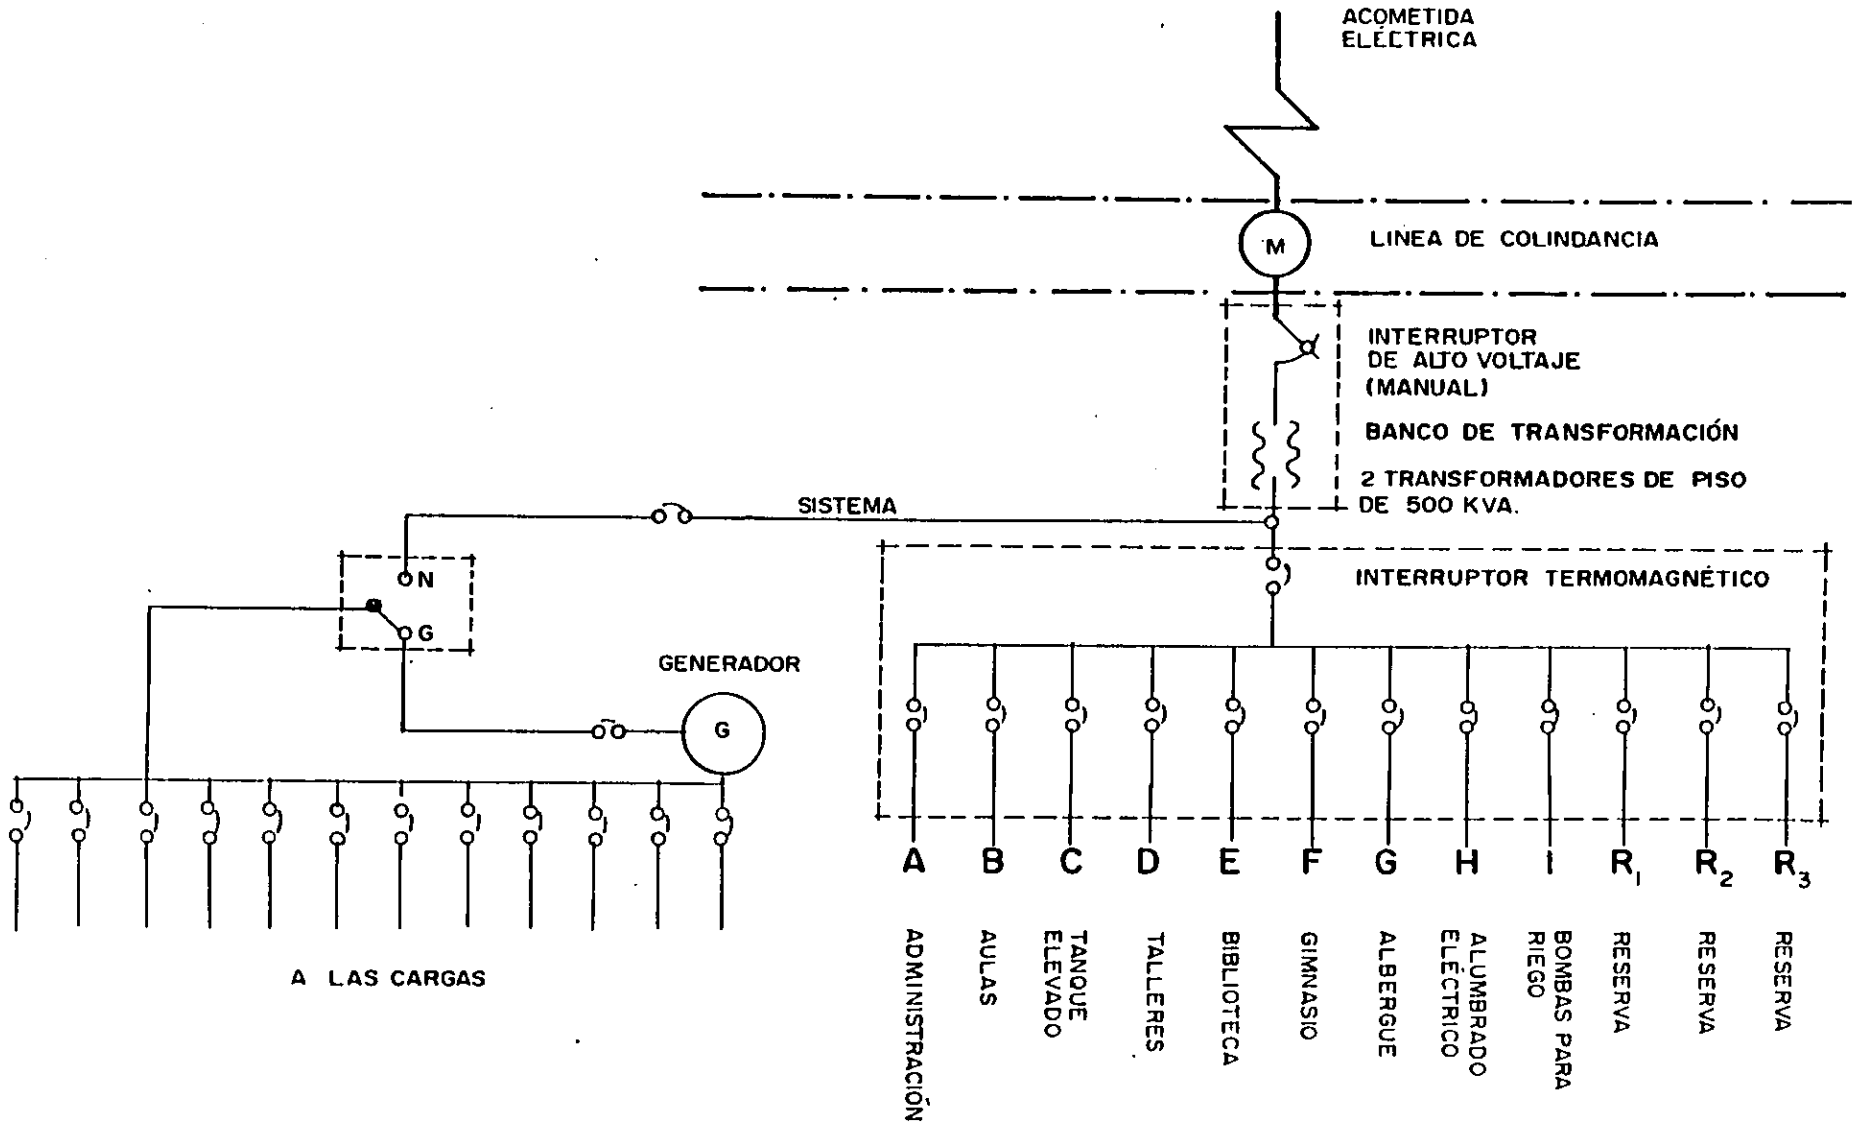 ACOMETIDA
ELÉCTRICA
M
LINEA DE COLINDANCIA
INTERRUPTOR
DE ALTO VOLTAJE
(MANUAL)
BANCO DE TRANSFORMACIÓN
2 TRANSFORMADORES DE PISO
DE 500 KVA.
SISTEMA
N
G
INTERRUPTOR TERMOMAGNÉTICO
GENERADOR
G
A LAS CARGAS
A B C D E F G H I R1 R2 R3
ADMINISTRACIÓN
AULAS
TANQUE
ELEVADO
TALLERES
BIBLIOTECA
GIMNASIO
ALBERGUE
ALUMBRADO
ELÉCTRICO
BOMBAS PARA
RIEGO
RESERVA
RESERVA
RESERVA